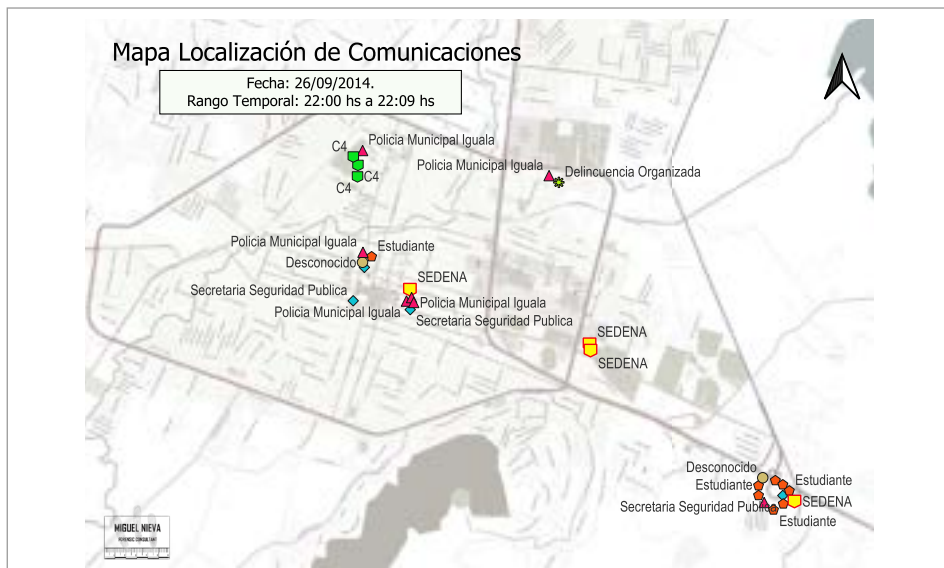 Mapa Localización de Comunicaciones
Fecha: 26/09/2014.
Rango Temporal: 22:00 hs a 22:09 hs
Policia Municipal Iguala
C4
C4
C4
Policia Municipal Iguala
Delincuencia Organizada
Policia Municipal Iguala
Estudiante
Desconocido
SEDENA
Secretaria Seguridad Publica
Policia Municipal Iguala
Policia Municipal Iguala
Secretaria Seguridad Publica
SEDENA
SEDENA
Desconocido
Estudiante
Estudiante
Secretaria Seguridad Publica
SEDENA
Estudiante
MIGUEL NIEVA
FORENSIC CONSULTANT